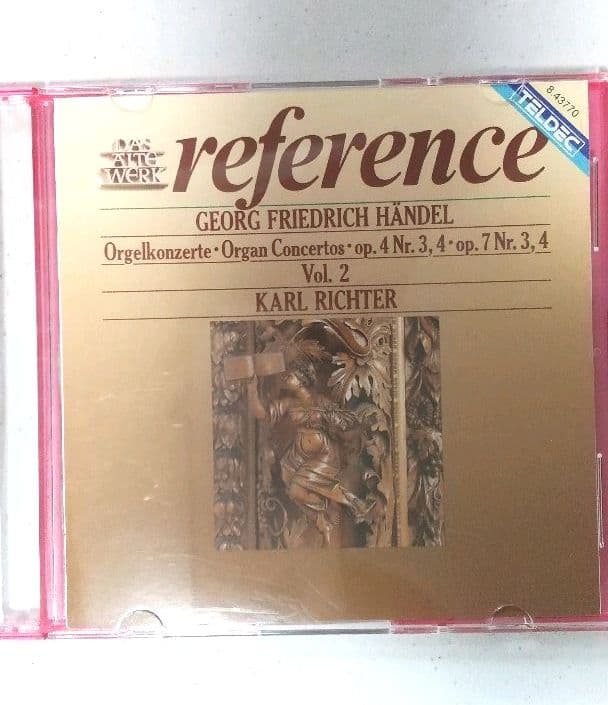 8.43770
TELDEC
DAS
ALTE
WERK
reference
GEORG FRIEDRICH HÄNDEL
Orgelkonzerte · Organ Concertos · op. 4 Nr. 3, 4 · op. 7 Nr. 3, 4
Vol. 2
KARL RICHTER